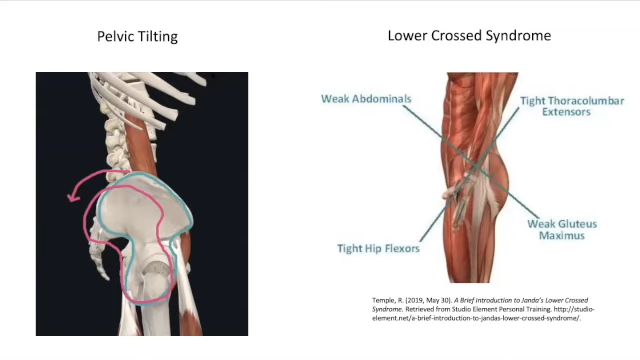 Pelvic Tilting
Lower Crossed Syndrome
Weak Abdominals
Tight Thoracolumbar
Extensors
Weak Gluteus
Maximus
Tight Hip Flexors
Temple, R. (2019, May 30). A Brief Introduction to Janda's Lower Crossed
Syndrome. Retrieved from Studio Element Personal Training. http://studio-
element.net/a-brief-introduction-to-jandas-lower-crossed-syndrome/.